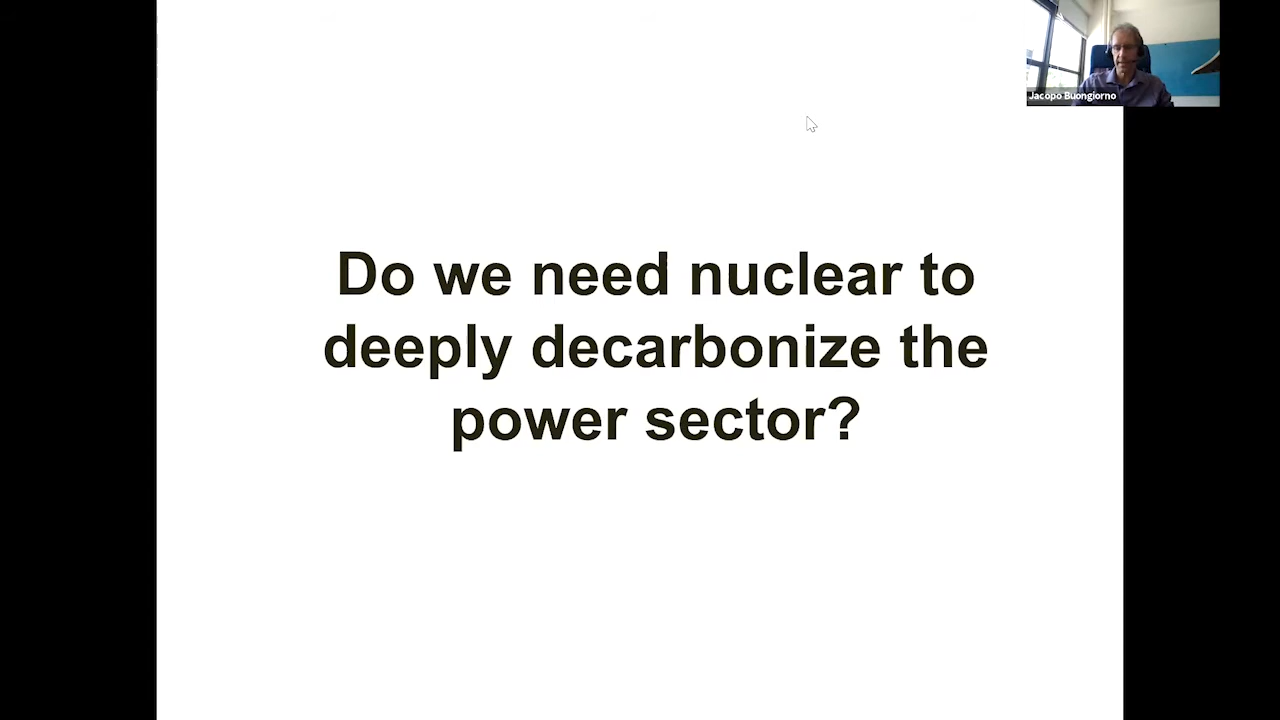 Jacopo Buongiorno
Do we need nuclear to
deeply decarbonize the
power sector?